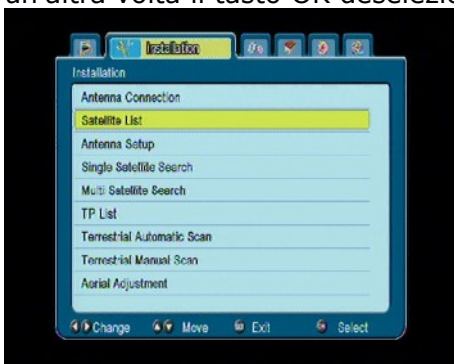 un'altra volta il tasto OK deselezio
Installation
Installation
Antenna Connection
Satellite List
Antenna Setup
Single Satellite Search
Multi Satellite Search
TP List
Terrestrial Automatic Scan
Terrestrial Manual Scan
Aerial Adjustment
Change Move Exit Select